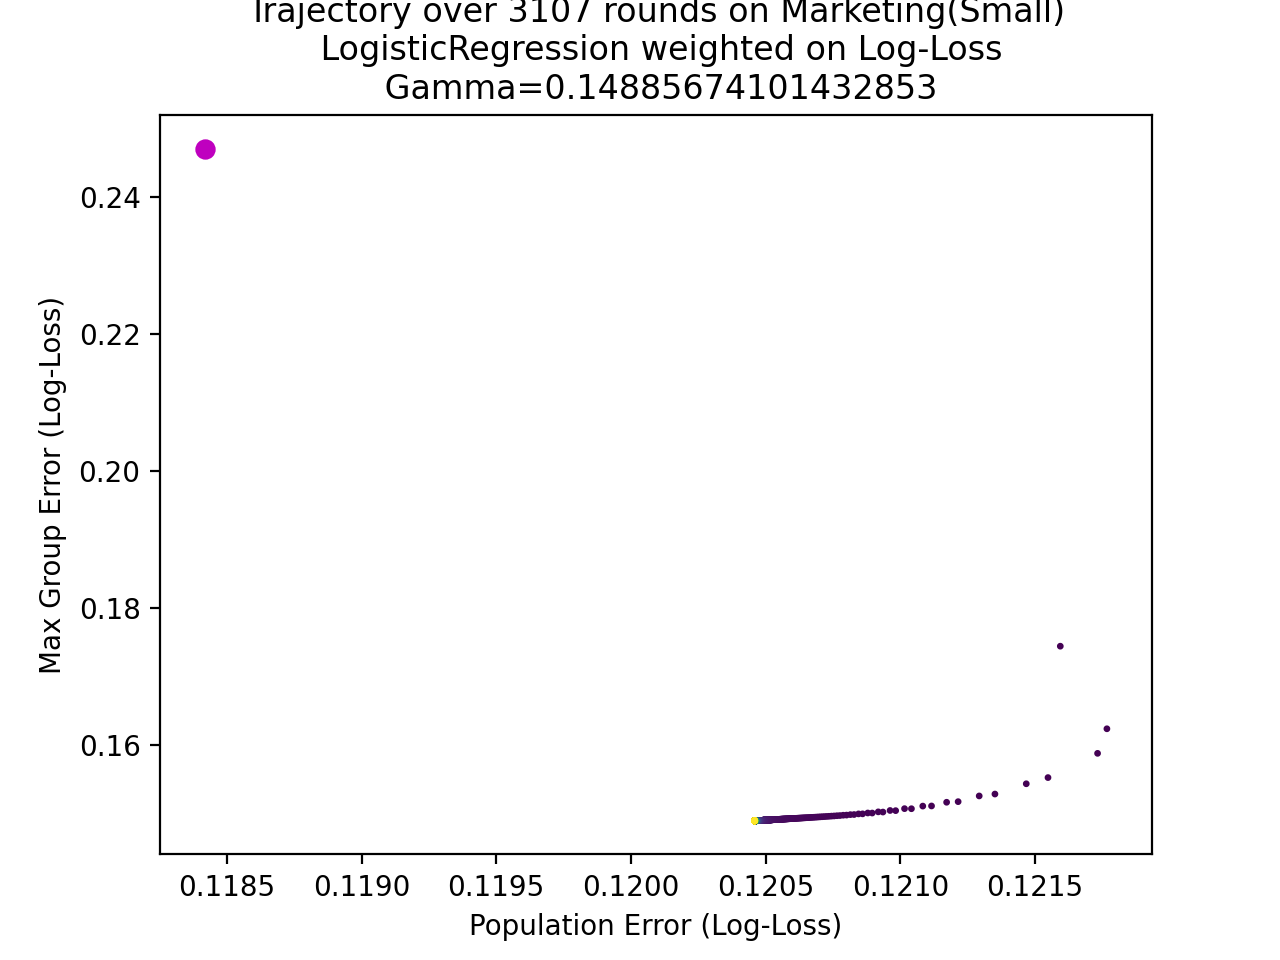 Trajectory over 3107 rounds on Marketing(Small)
LogisticRegression weighted on Log-Loss
Gamma=0.14885674101432853
Max Group Error (Log-Loss)
0.24
0.22
0.20
0.18
0.16
0.1185 0.1190 0.1195 0.1200 0.1205 0.1210 0.1215
Population Error (Log-Loss)